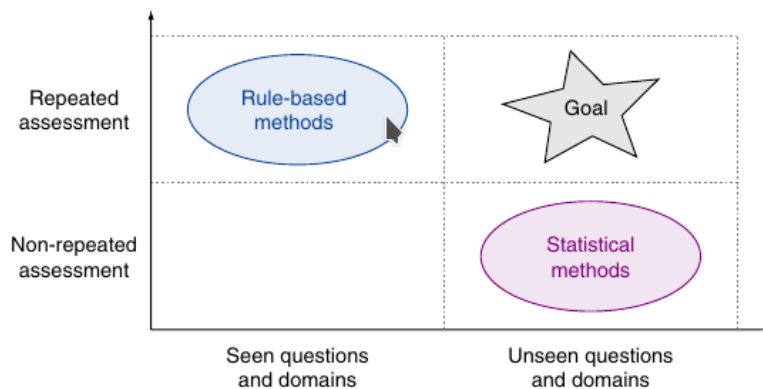 Repeated
assessment
Rule-based
methods
Goal
Non-repeated
assessment
Statistical
methods
Seen questions
and domains
Unseen questions
and domains